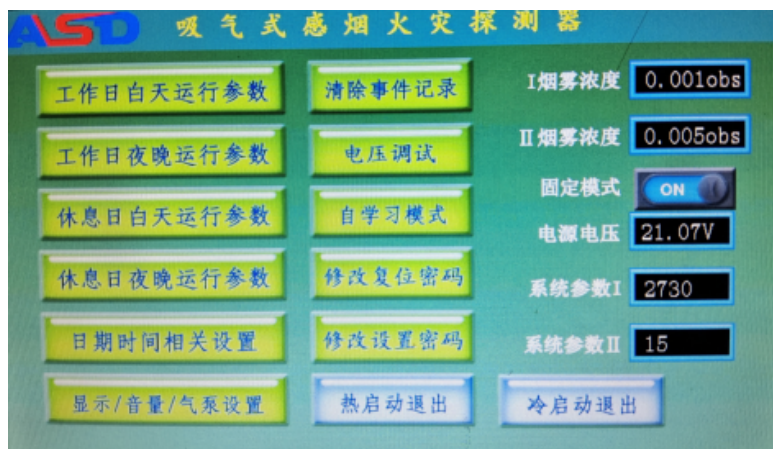 ASD 吸气式感烟火灾探测器
工作日白天运行参数 清除事件记录 I烟雾浓度 0.001obs
工作日夜晚运行参数 电压调试 II烟雾浓度 0.005obs
固定模式 ON
休息日白天运行参数 自学习模式 电源电压 21.07V
休息日夜晚运行参数 修改复位密码 系统参数I 2730
日期时间相关设置 修改设置密码 系统参数II 15
显示/音量/气泵设置 热启动退出 冷启动退出